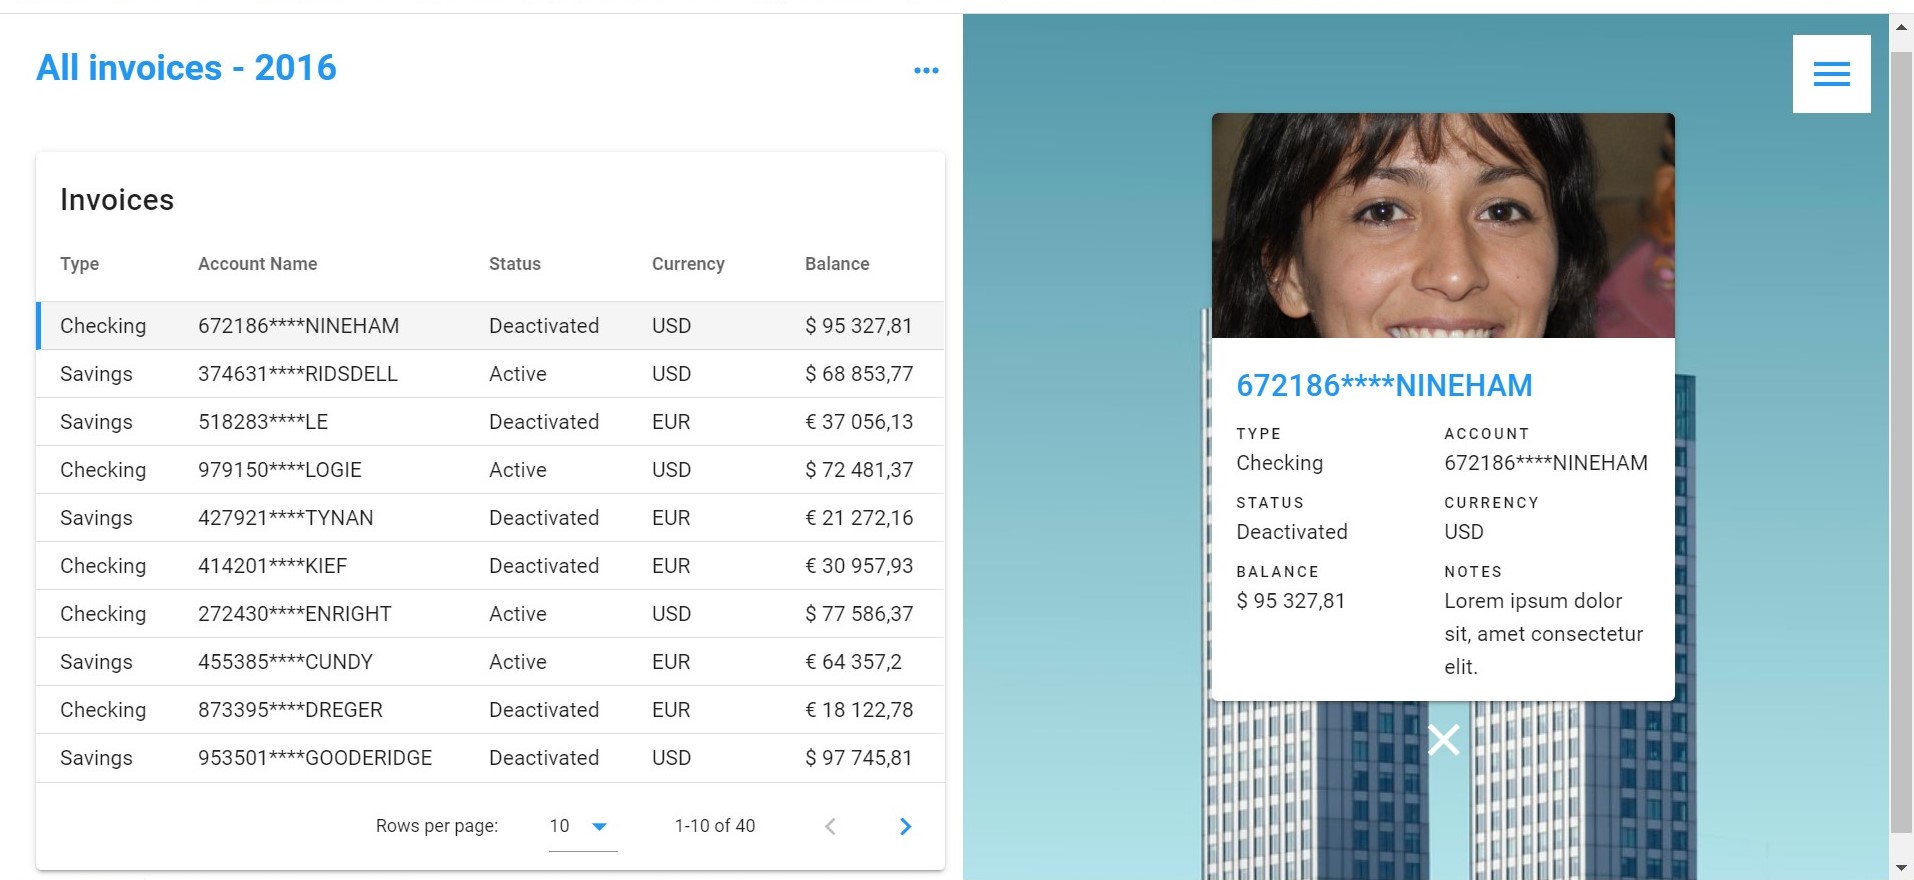 All invoices - 2016
Invoices
Type Account Name Status Currency Balance
Checking 672186****NINEHAM Deactivated USD $ 95 327,81
Savings 374631****RIDSDELL Active USD $ 68 853,77
Savings 518283****LE Deactivated EUR € 37 056,13
Checking 979150****LOGIE Active USD $ 72 481,37
Savings 427921****TYNAN Deactivated EUR € 21 272,16
Checking 414201****KIEF Deactivated EUR € 30 957,93
Checking 272430****ENRIGHT Active USD $ 77 586,37
Savings 455385****CUNDY Active EUR € 64 357,2
Checking 873395****DREGER Deactivated EUR € 18 122,78
Savings 953501****GOODERIDGE Deactivated USD $ 97 745,81
Rows per page: 10 1-10 of 40
672186****NINEHAM
TYPE ACCOUNT
Checking 672186****NINEHAM
STATUS CURRENCY
Deactivated USD
BALANCE NOTES
$ 95 327,81 Lorem ipsum dolor
sit, amet consectetur
elit.